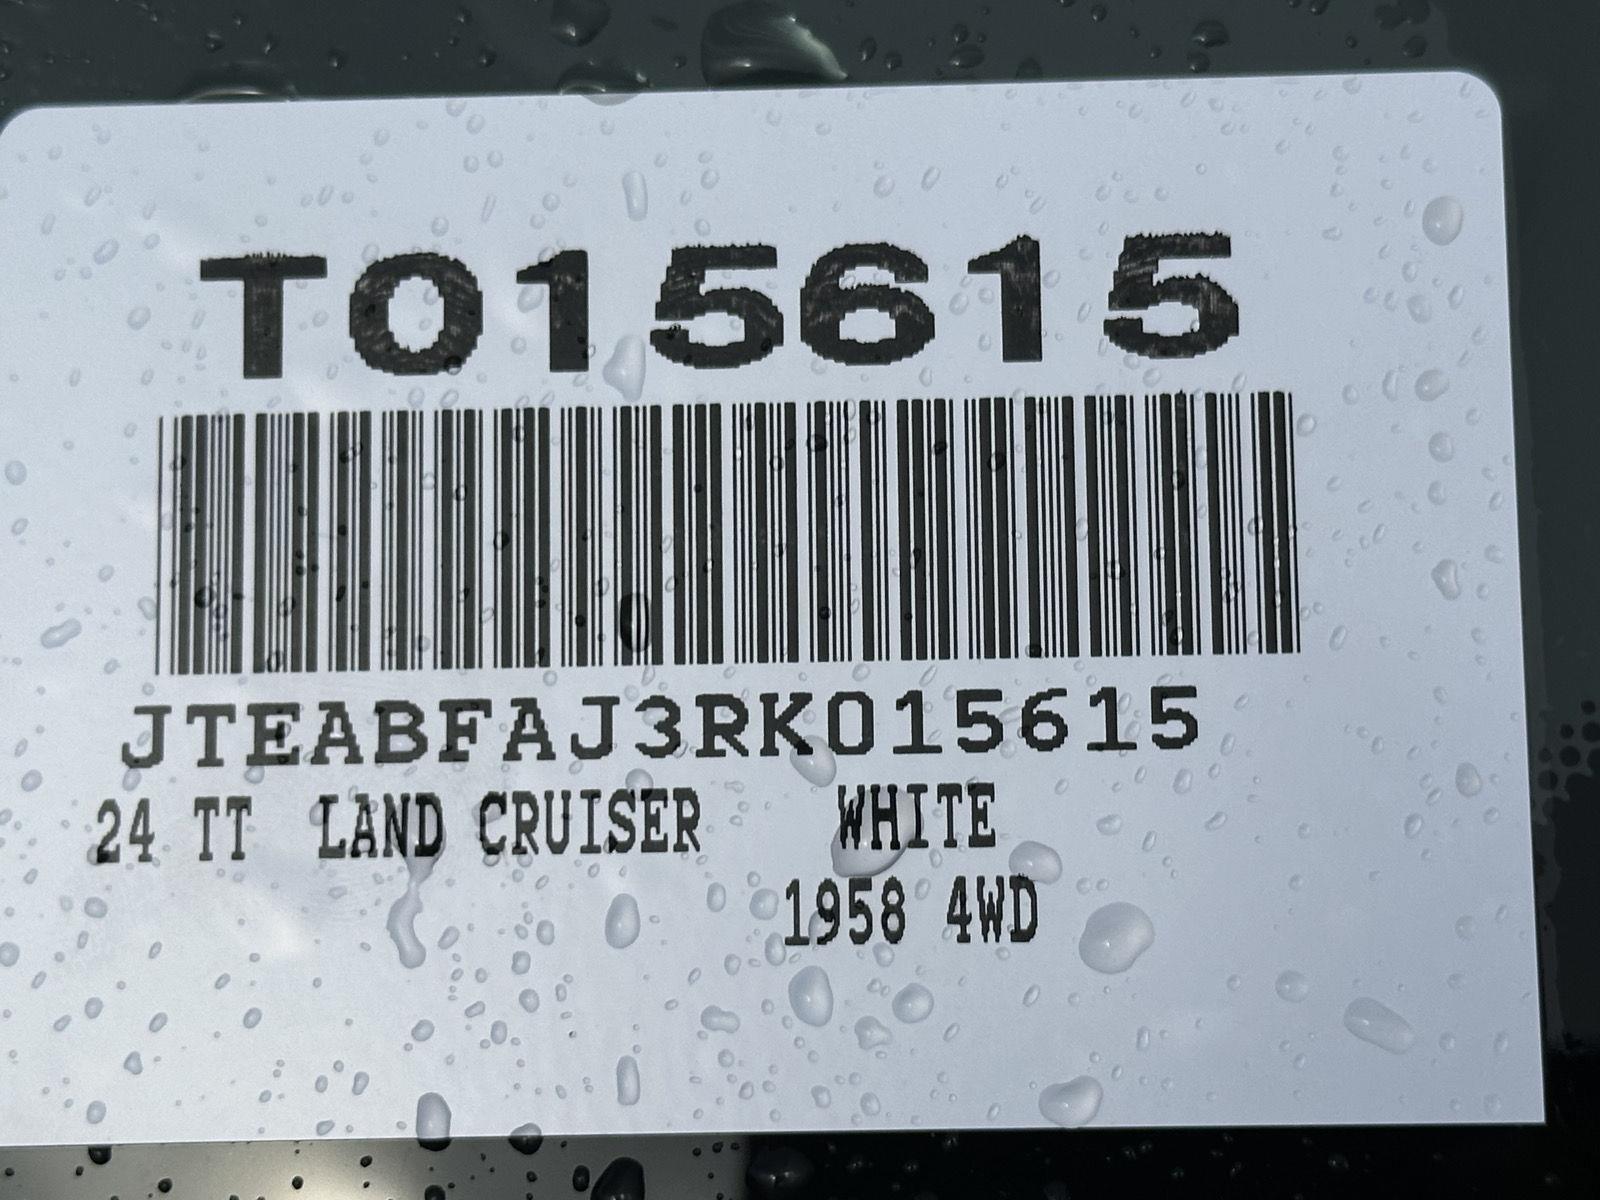 T015615
JTEABFAJ3RK015615
24 TT LAND CRUISER WHITE
1958 4WD